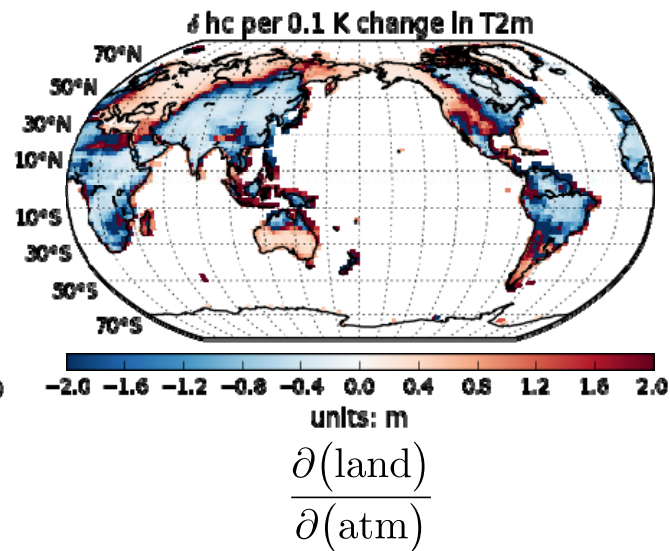 δ hc per 0.1 K change in T2m
70°N
50°N
30°N
10°N
10°S
30°S
50°S
70°S
−2.0 −1.6 −1.2 −0.8 −0.4 0.0 0.4 0.8 1.2 1.6 2.0
units: m
∂(land)
∂(atm)